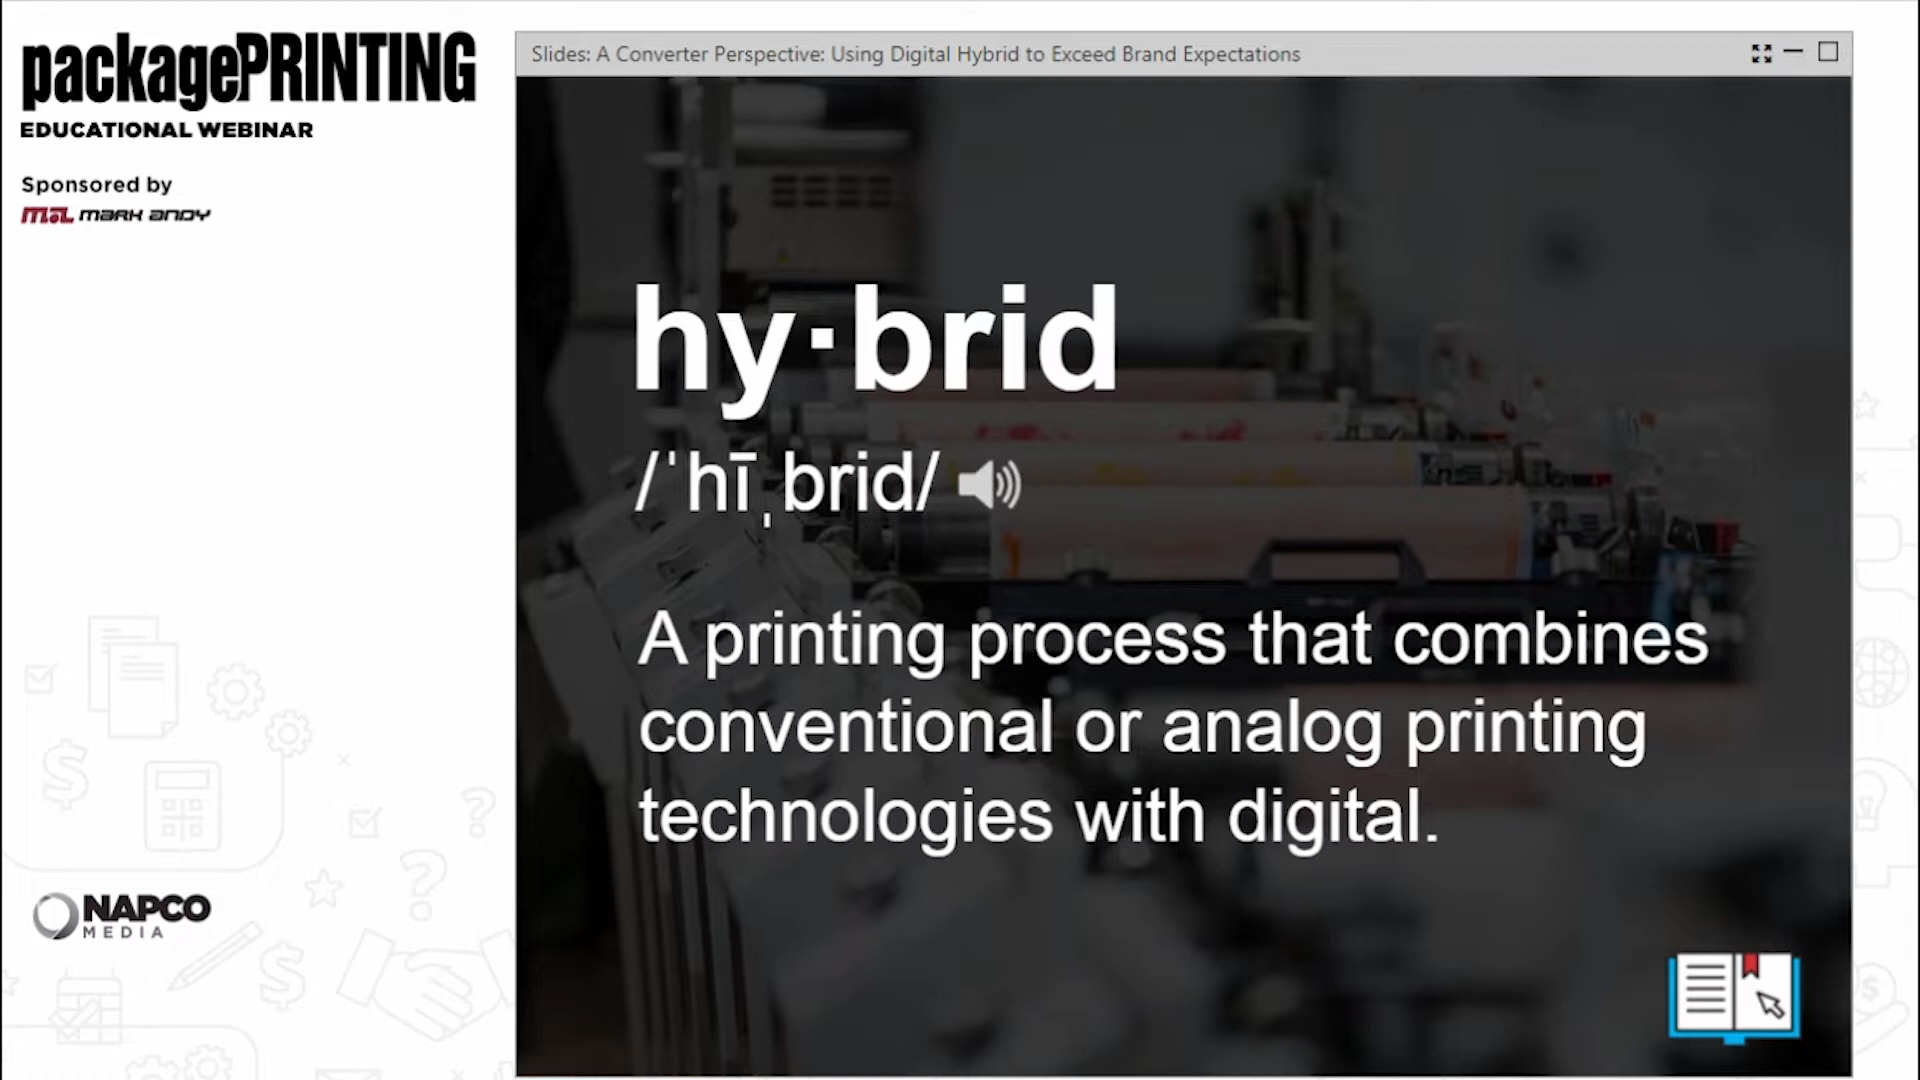 packagePRINTING
EDUCATIONAL WEBINAR
Sponsored by
MARK ANDY
NAPCO
MEDIA
Slides: A Converter Perspective: Using Digital Hybrid to Exceed Brand Expectations
hy·brid
/ˈhīˌbrid/
A printing process that combines
conventional or analog printing
technologies with digital.